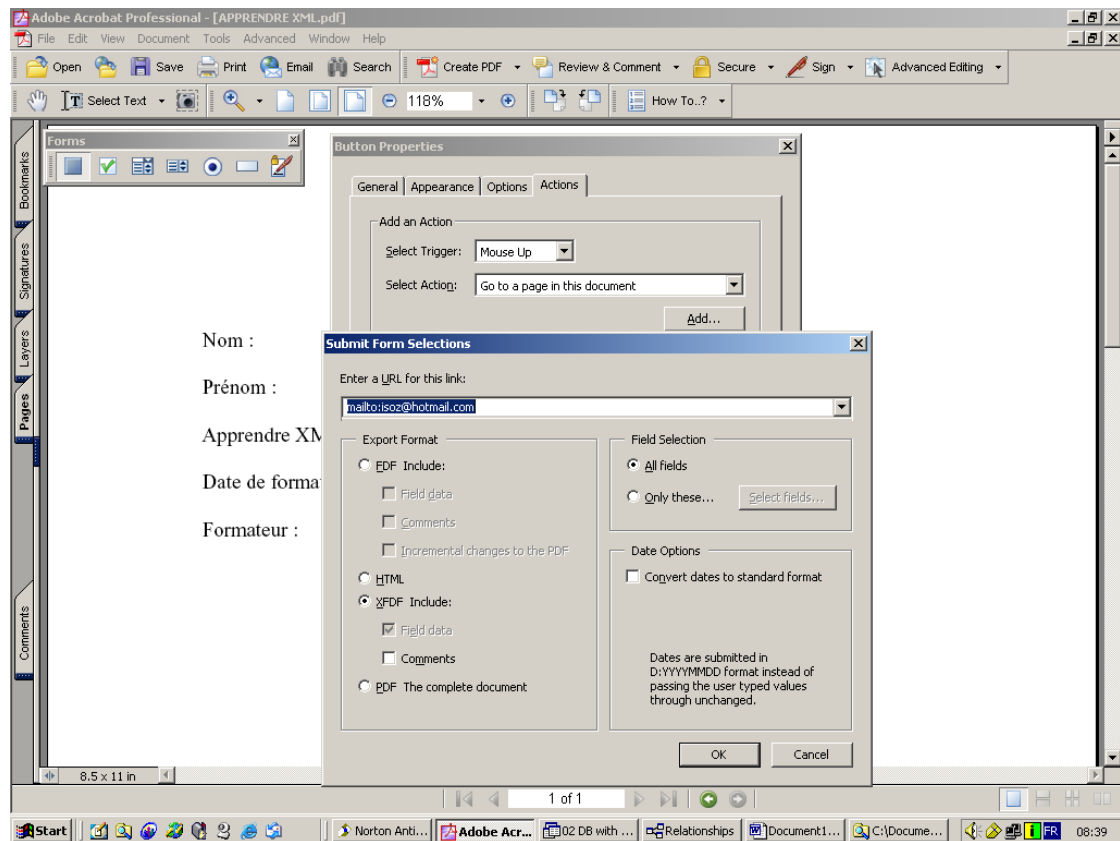 Adobe Acrobat Professional - [APPRENDRE XML.pdf]
File Edit View Document Tools Advanced Window Help
Open Save Print Email Search Create PDF Review & Comment Secure Sign Advanced Editing
Select Text 118% How To..?
Forms
Bookmarks
Signatures
Layers
Pages
Comments
Button Properties
General Appearance Options Actions
Add an Action
Select Trigger: Mouse Up
Select Action: Go to a page in this document
Add...
Nom :
Prénom :
Apprendre XM
Date de forma
Formateur :
Submit Form Selections
Enter a URL for this link:
mailto:isoz@hotmail.com
Export Format
FDF Include:
Field data
Comments
Incremental changes to the PDF
HTML
XFDF Include:
Field data
Comments
PDF The complete document
Field Selection
All fields
Only these... Select fields...
Date Options
Convert dates to standard format
Dates are submitted in
D:YYYYMMDD format instead of
passing the user typed values
through unchanged.
OK Cancel
8.5 x 11 in
1 of 1
Start Norton Anti... Adobe Acr... 02 DB with ... Relationships Document1... C:\Docume... FR 08:39